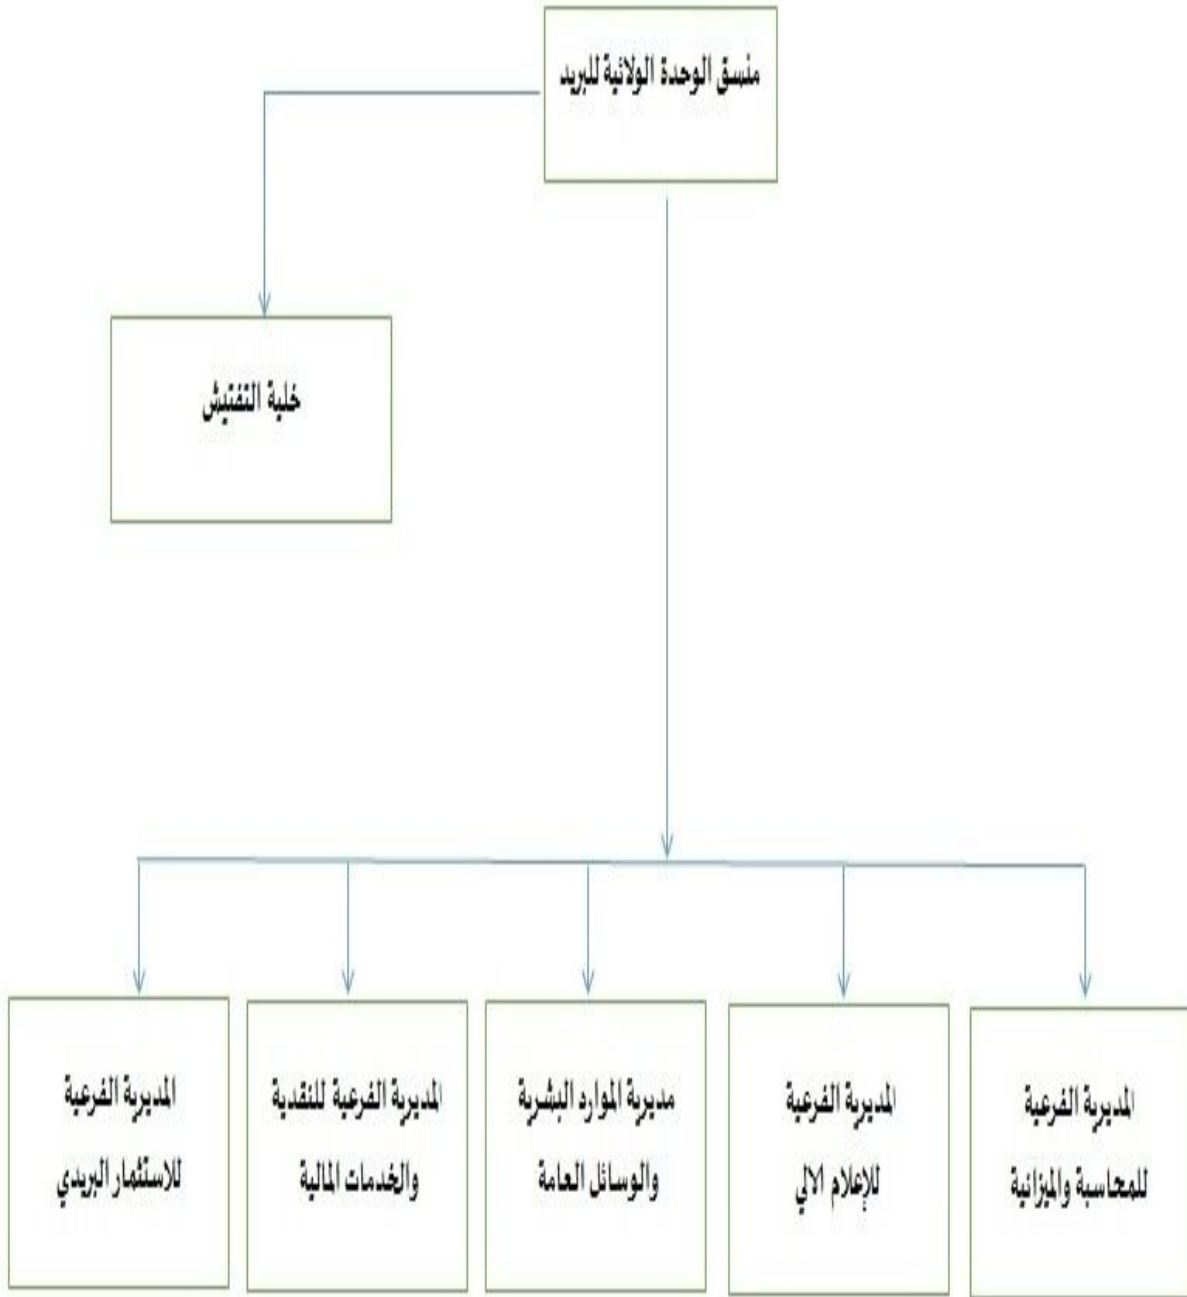 منسق الوحدة الولائية للبريد
خلية التفتيش
المديرية الفرعية
للمحاسبة والميزانية
المديرية الفرعية
للإعلام الالي
مديرية الموارد البشرية
والوسائل العامة
المديرية الفرعية للنقدية
والخدمات المالية
المديرية الفرعية
للاستثمار البريدي